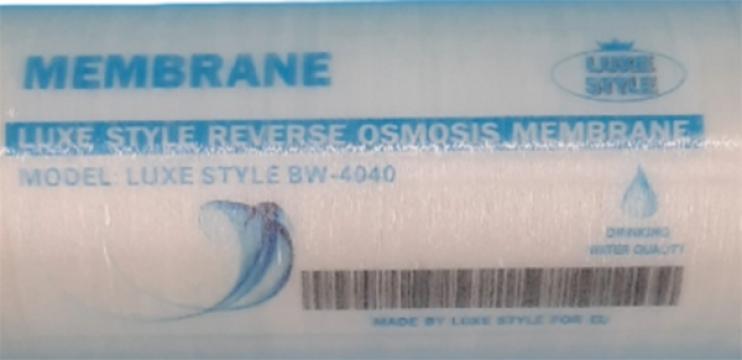 MEMBRANE
LUXE
STYLE
LUXE STYLE REVERSE OSMOSIS MEMBRANE
MODEL: LUXE STYLE BW-4040
DRINKING
WATER QUALITY
MADE BY LUXE STYLE FOR EU